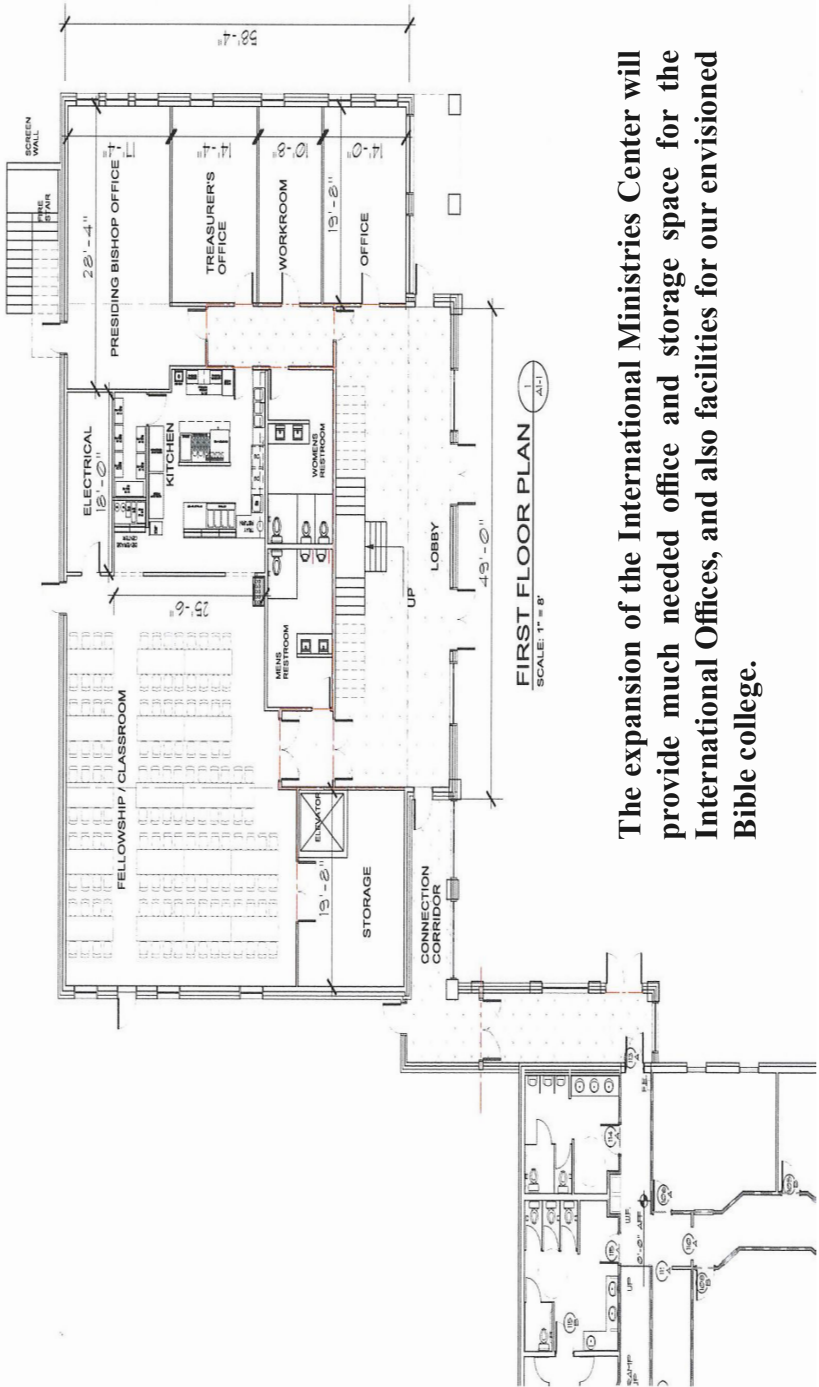 SCREEN
WALL
FIRE
STAIR
58'-4"
28'-4"
PRESIDING BISHOP OFFICE
17'-4"
TREASURER'S
OFFICE
14'-4"
WORKROOM
10'-8"
19'-8"
OFFICE
14'-0"
ELECTRICAL
18'-0"
KITCHEN
WOMENS
RESTROOM
MENS
RESTROOM
25'-6"
FELLOWSHIP / CLASSROOM
ELEVATOR
19'-8"
STORAGE
UP
LOBBY
49'-0"
CONNECTION
CORRIDOR
FIRST FLOOR PLAN
SCALE: 1" = 8'
1
A1-1
UP
The expansion of the International Ministries Center will
provide much needed office and storage space for the
International Offices, and also facilities for our envisioned
Bible college.